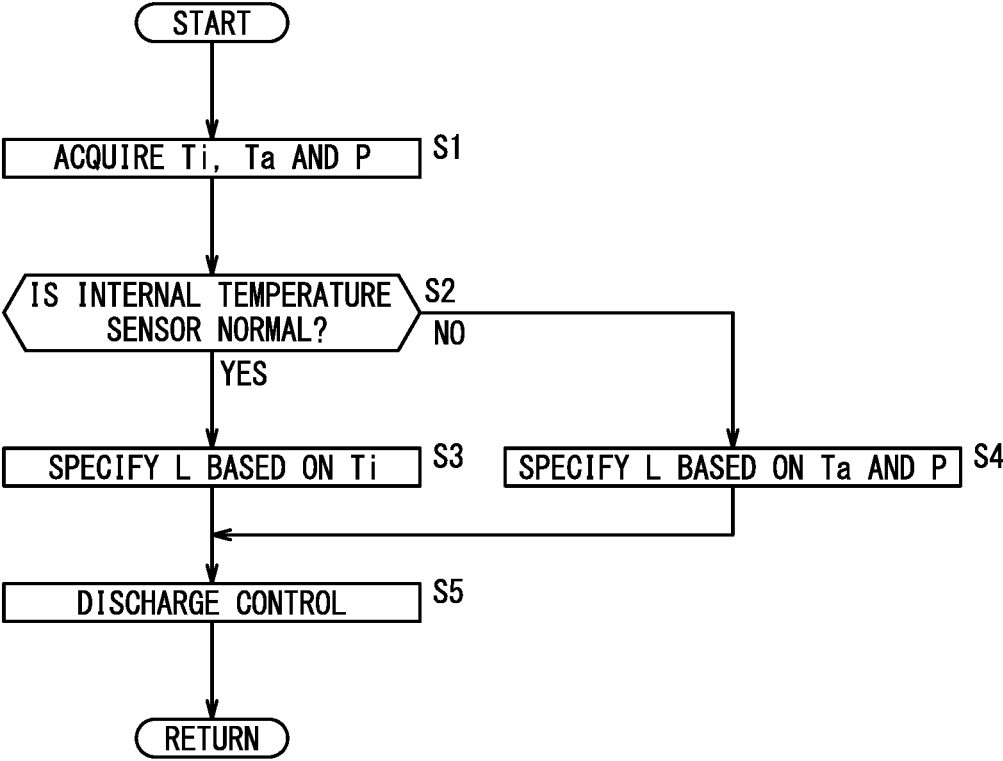 START
ACQUIRE Ti, Ta AND P
S1
IS INTERNAL TEMPERATURE
SENSOR NORMAL?
S2
NO
YES
SPECIFY L BASED ON Ti
S3
SPECIFY L BASED ON Ta AND P
S4
DISCHARGE CONTROL
S5
RETURN